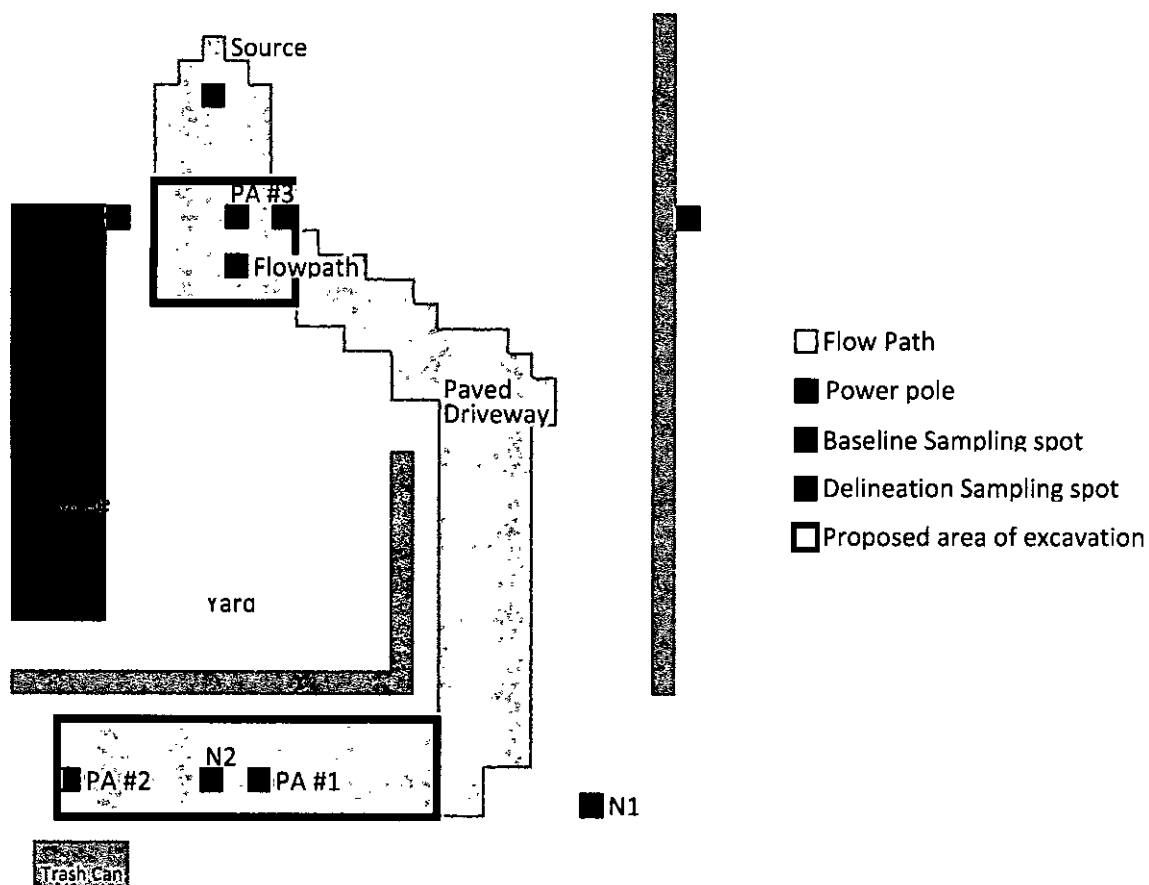 Source
PA #3
Flowpath
Paved
Driveway
Flow Path
Power pole
Baseline Sampling spot
Delineation Sampling spot
Proposed area of excavation
Yard
N2
PA #2
PA #1
N1
Trash Can